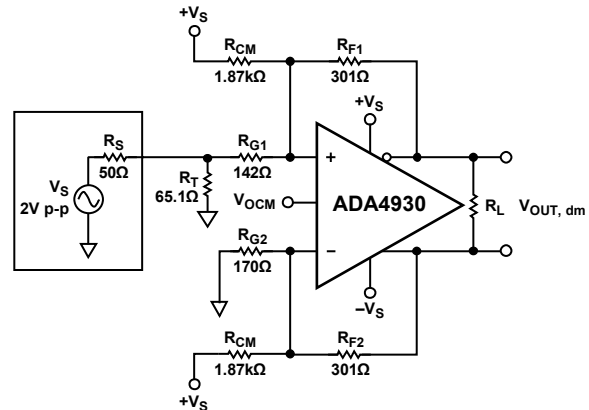 +VS
RCM
1.87kΩ
RF1
301Ω
+VS
RS
50Ω
VS
2V p-p
RT
65.1Ω
RG1
142Ω
+
VOCM
ADA4930
RL
VOUT, dm
RG2
170Ω
−
−VS
RCM
1.87kΩ
RF2
301Ω
+VS